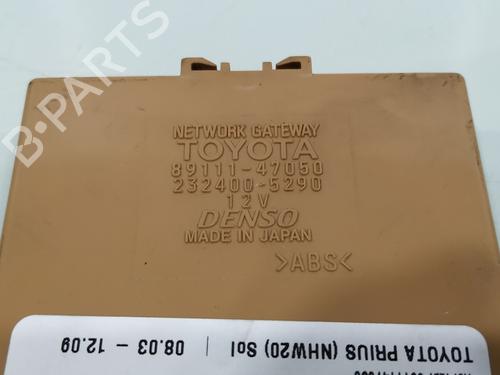 NETWORK GATEWAY
TOYOTA
89111-47050
232400-5290
12V
DENSO
MADE IN JAPAN
>ABS<
TOYOTA PRIUS (NHW20) Sol | 08.03 - 12.09
B-PARTS